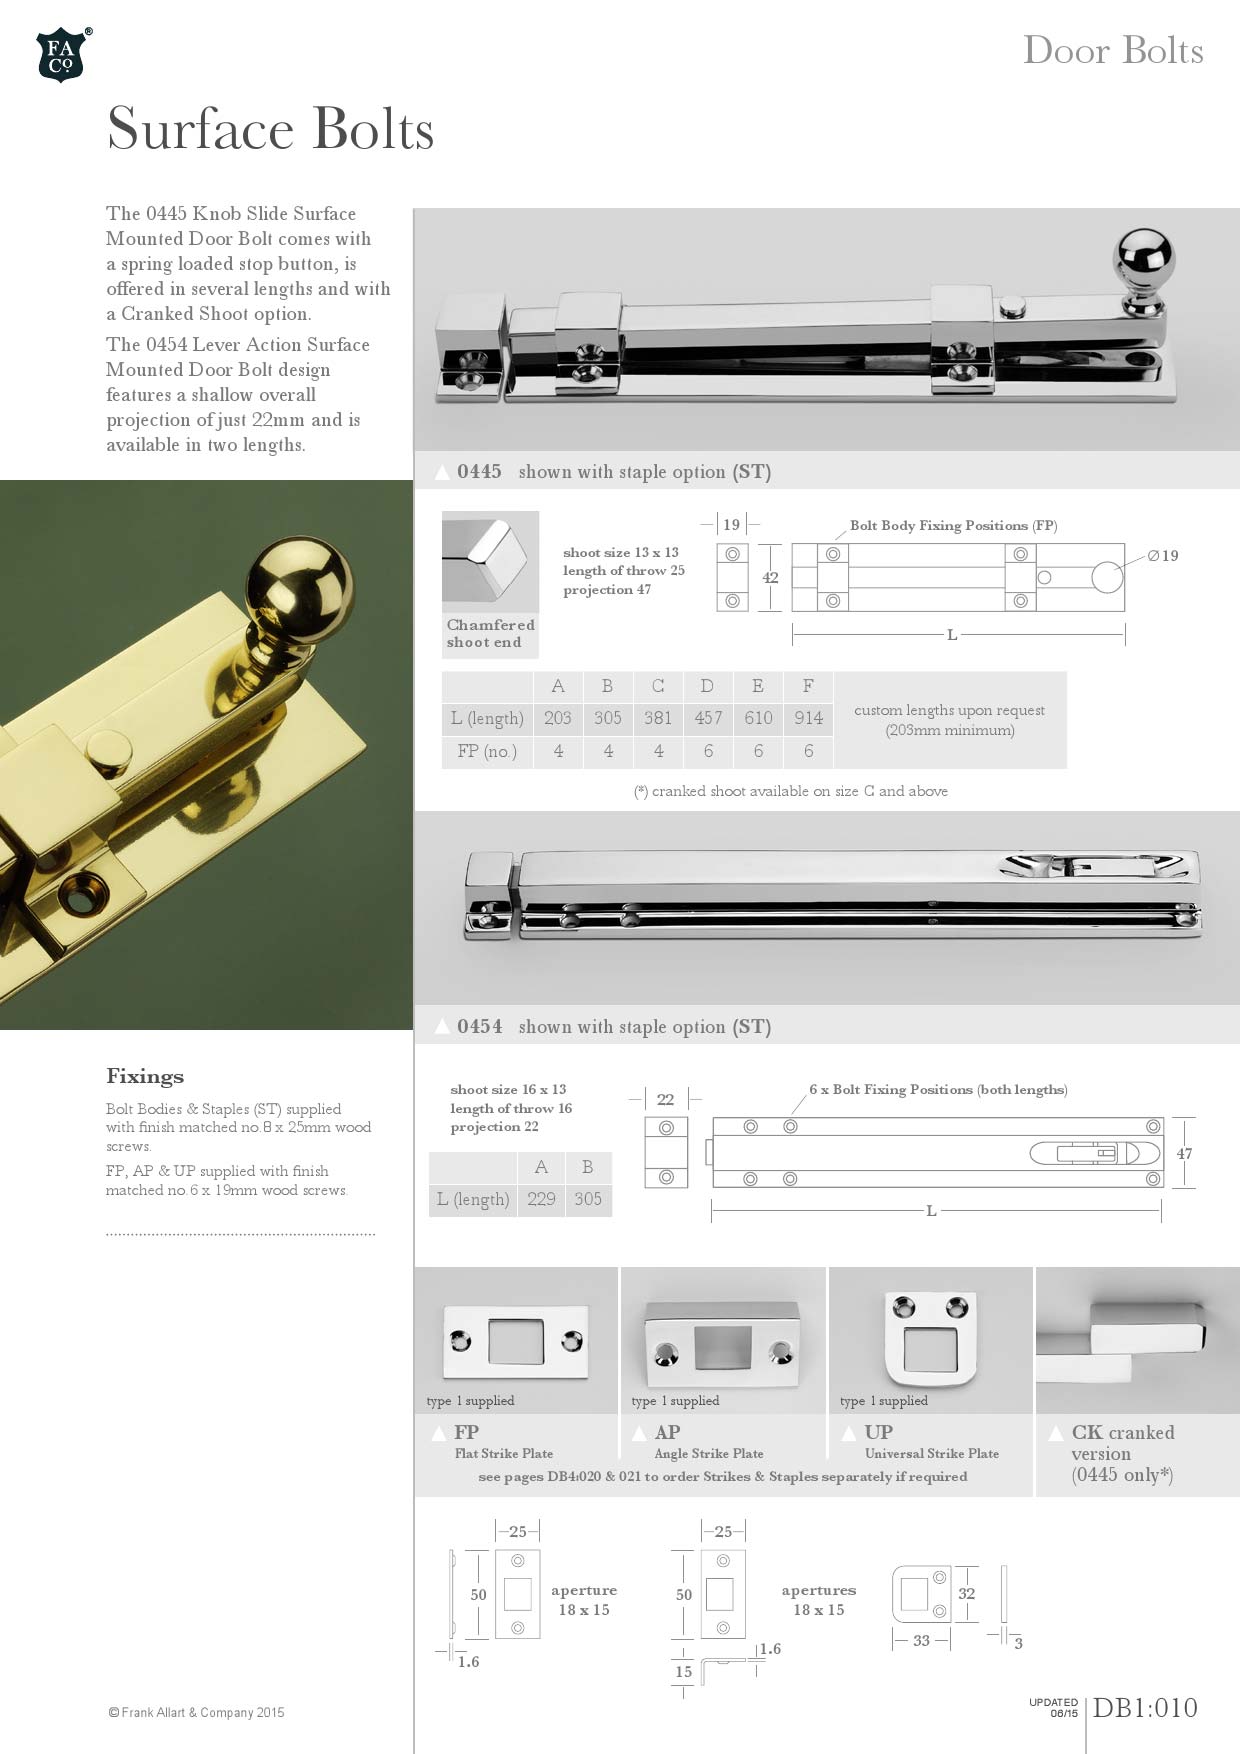 FA
Co.
®
Door Bolts
Surface Bolts
The 0445 Knob Slide Surface
Mounted Door Bolt comes with
a spring loaded stop button, is
offered in several lengths and with
a Cranked Shoot option.
The 0454 Lever Action Surface
Mounted Door Bolt design
features a shallow overall
projection of just 22mm and is
available in two lengths.
0445 shown with staple option (ST)
Chamfered
shoot end
shoot size 13 x 13
length of throw 25
projection 47
19
42
Bolt Body Fixing Positions (FP)
Ø19
L
A B C D E F
L (length) 203 305 381 457 610 914
FP (no.) 4 4 4 6 6 6
custom lengths upon request
(203mm minimum)
(*) cranked shoot available on size C and above
0454 shown with staple option (ST)
Fixings
Bolt Bodies & Staples (ST) supplied
with finish matched no.8 x 25mm wood
screws.
FP, AP & UP supplied with finish
matched no.6 x 19mm wood screws.
shoot size 16 x 13
length of throw 16
projection 22
22
6 x Bolt Fixing Positions (both lengths)
47
L
A B
L (length) 229 305
type 1 supplied
type 1 supplied
type 1 supplied
FP
Flat Strike Plate
AP
Angle Strike Plate
UP
Universal Strike Plate
see pages DB4:020 & 021 to order Strikes & Staples separately if required
CK cranked
version
(0445 only*)
25
50
1.6
aperture
18 x 15
25
50
15
1.6
apertures
18 x 15
32
33
3
© Frank Allart & Company 2015
UPDATED
06/15
DB1:010